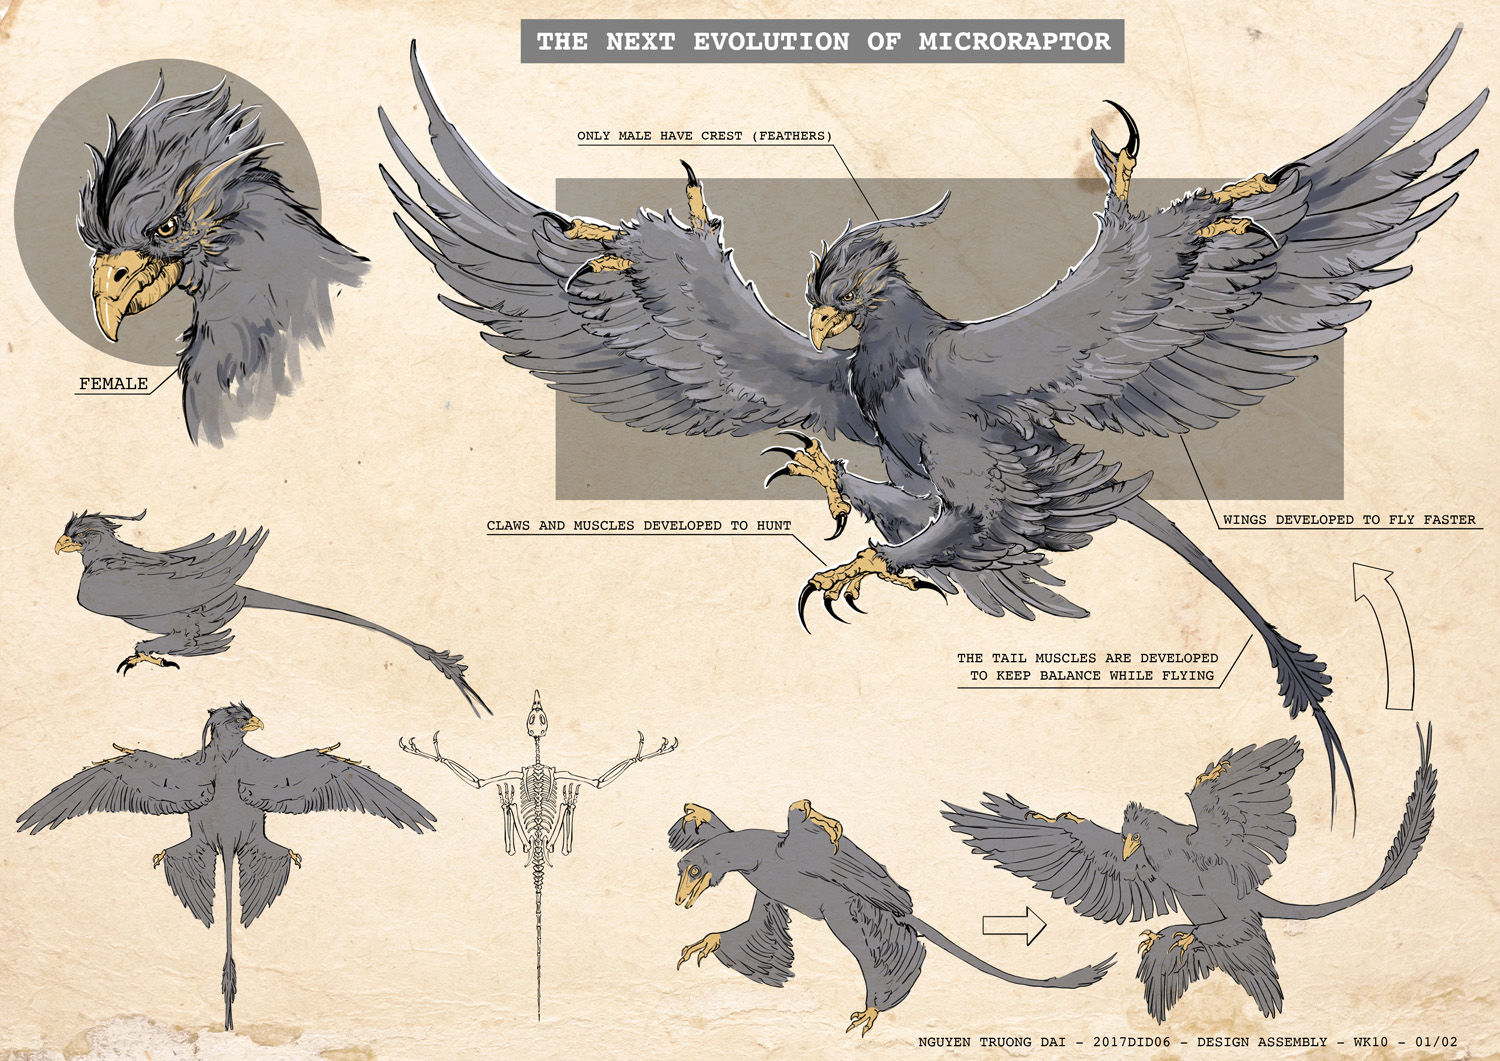 THE NEXT EVOLUTION OF MICRORAPTOR
ONLY MALE HAVE CREST (FEATHERS)
FEMALE
CLAWS AND MUSCLES DEVELOPED TO HUNT
WINGS DEVELOPED TO FLY FASTER
THE TAIL MUSCLES ARE DEVELOPED
TO KEEP BALANCE WHILE FLYING
NGUYEN TRUONG DAI - 2017DID06 - DESIGN ASSEMBLY - WK10 - 01/02